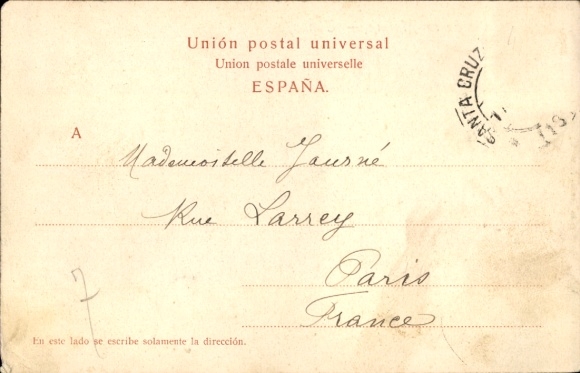 Unión postal universal
Union postale universelle
ESPAÑA.
SANTA CRUZ
A
Mademoiselle Journé
Rue Larrey
Paris
France
7
En este lado se escribe solamente la dirección.